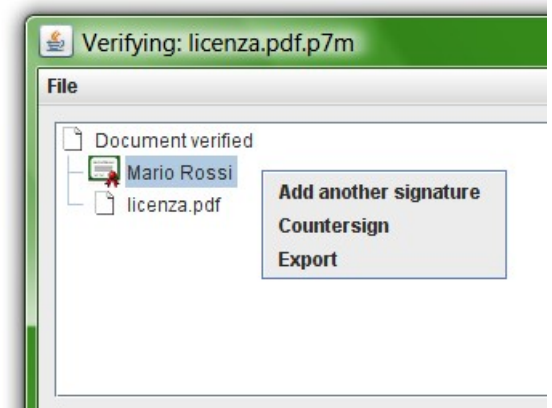 Verifying: licenza.pdf.p7m
File
Document verified
Mario Rossi
licenza.pdf
Add another signature
Countersign
Export